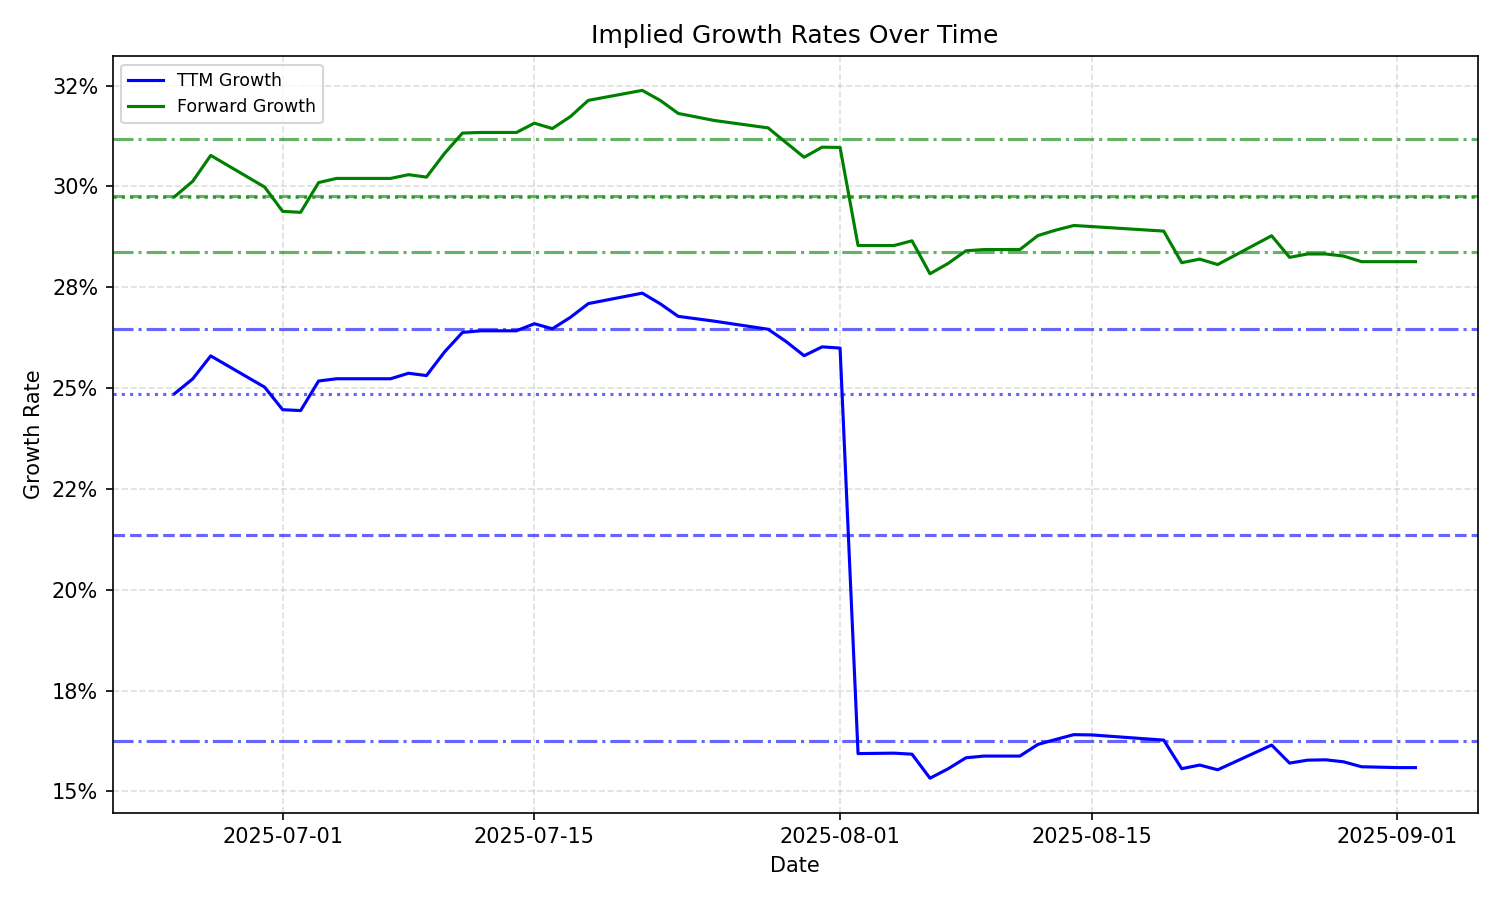 Implied Growth Rates Over Time
TTM Growth
Forward Growth
32%
30%
28%
25%
22%
20%
18%
15%
Growth Rate
2025-07-01
2025-07-15
2025-08-01
2025-08-15
2025-09-01
Date